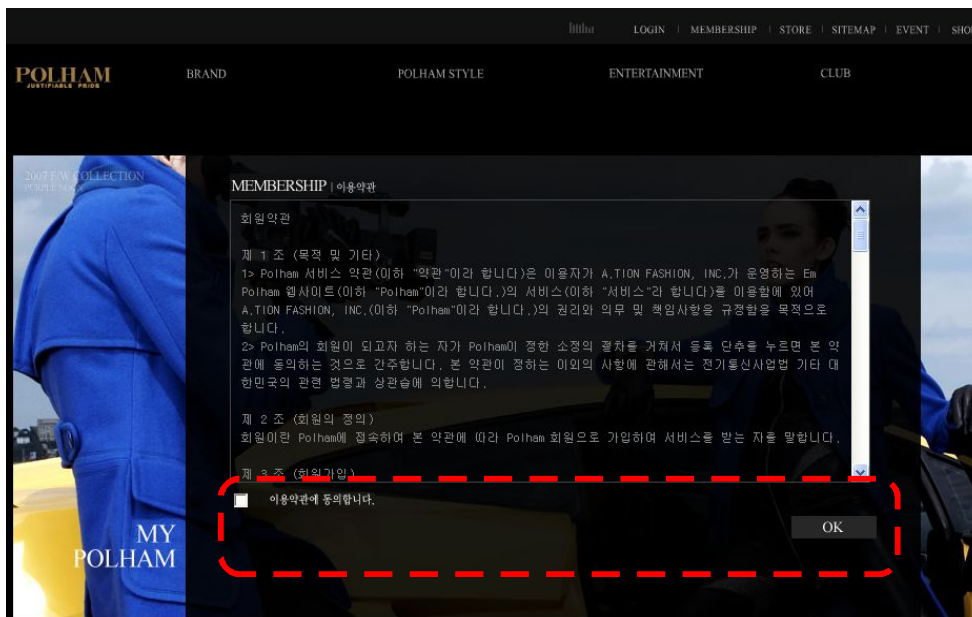 LOGIN | MEMBERSHIP | STORE | SITEMAP | EVENT | SHO
POLHAM
JUSTIFIABLE PRIDE
BRAND
POLHAM STYLE
ENTERTAINMENT
CLUB
2007 F/W COLLECTION
MEMBERSHIP | 이용약관
회원약관
제 1 조 (목적 및 기타)
1> Polham 서비스 약관(이하 "약관"이라 합니다)은 이용자가 A.TION FASHION, INC.가 운영하는 Em
Polham 웹사이트(이하 "Polham"이라 합니다.)의 서비스(이하 "서비스"라 합니다)를 이용함에 있어
A.TION FASHION, INC.(이하 "Polham"이라 합니다.)의 권리와 의무 및 책임사항을 규정함을 목적으로
합니다.
2> Polham의 회원이 되고자 하는 자가 Polham이 정한 소정의 절차를 거쳐서 등록 단추를 누르면 본 약
관에 동의하는 것으로 간주합니다. 본 약관이 정하는 이외의 사항에 관해서는 전기통신사업법 기타 대
한민국의 관련 법령과 상관습에 의합니다.
제 2 조 (회원의 정의)
회원이란 Polham에 접속하여 본 약관에 따라 Polham 회원으로 가입하여 서비스를 받는 자를 말합니다.
제 3 조 (회원가입)
이용약관에 동의합니다.
OK
MY
POLHAM